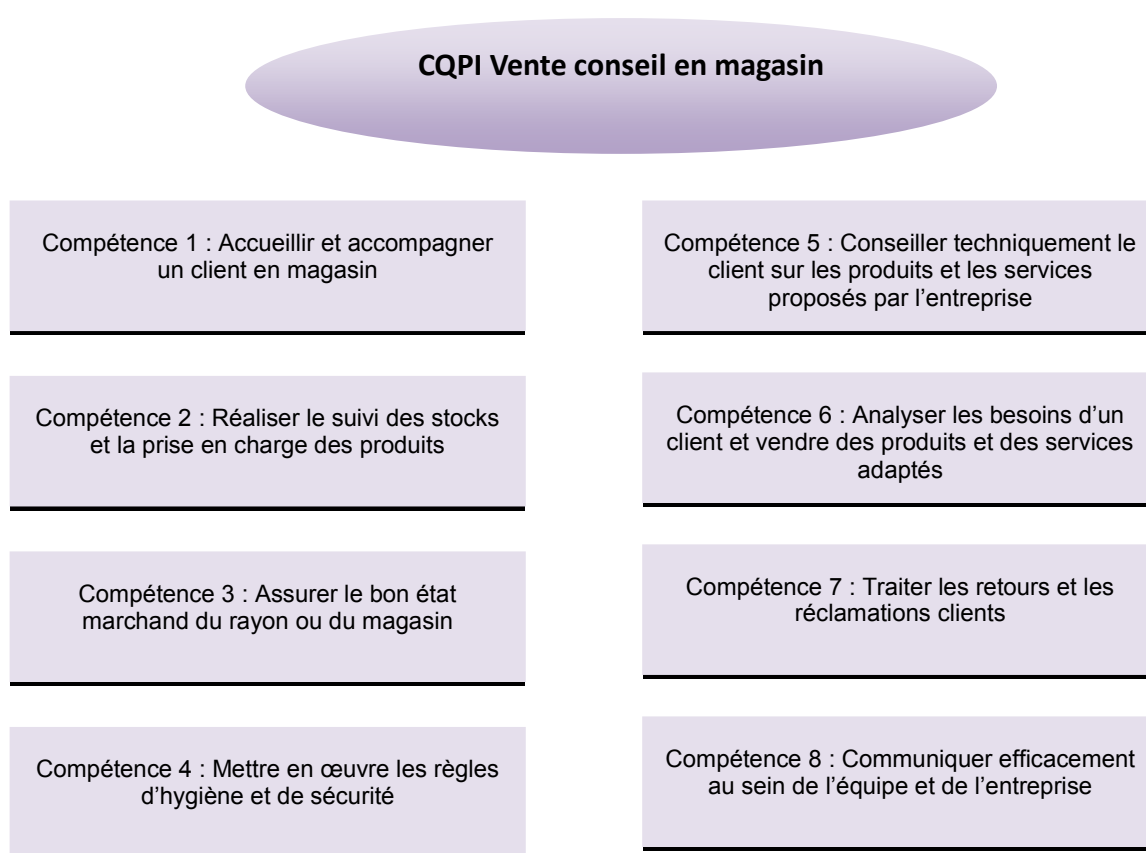 CQPI Vente conseil en magasin
Compétence 1 : Accueillir et accompagner
un client en magasin
Compétence 2 : Réaliser le suivi des stocks
et la prise en charge des produits
Compétence 3 : Assurer le bon état
marchand du rayon ou du magasin
Compétence 4 : Mettre en œuvre les règles
d’hygiène et de sécurité
Compétence 5 : Conseiller techniquement le
client sur les produits et les services
proposés par l’entreprise
Compétence 6 : Analyser les besoins d’un
client et vendre des produits et des services
adaptés
Compétence 7 : Traiter les retours et les
réclamations clients
Compétence 8 : Communiquer efficacement
au sein de l’équipe et de l’entreprise